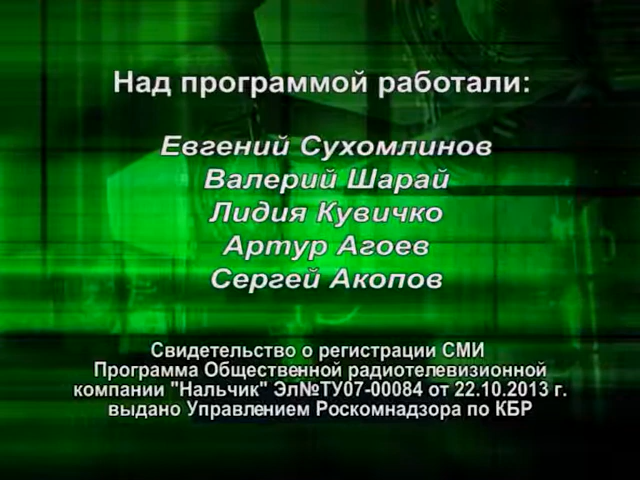 Над программой работали:
Евгений Сухомлинов
Валерий Шарай
Лидия Кувичко
Артур Агоев
Сергей Акопов
Свидетельство о регистрации СМИ
Программа Общественной радиотелевизионной
компании "Нальчик" Эл№ТУ07-00084 от 22.10.2013 г.
выдано Управлением Роскомнадзора по КБР